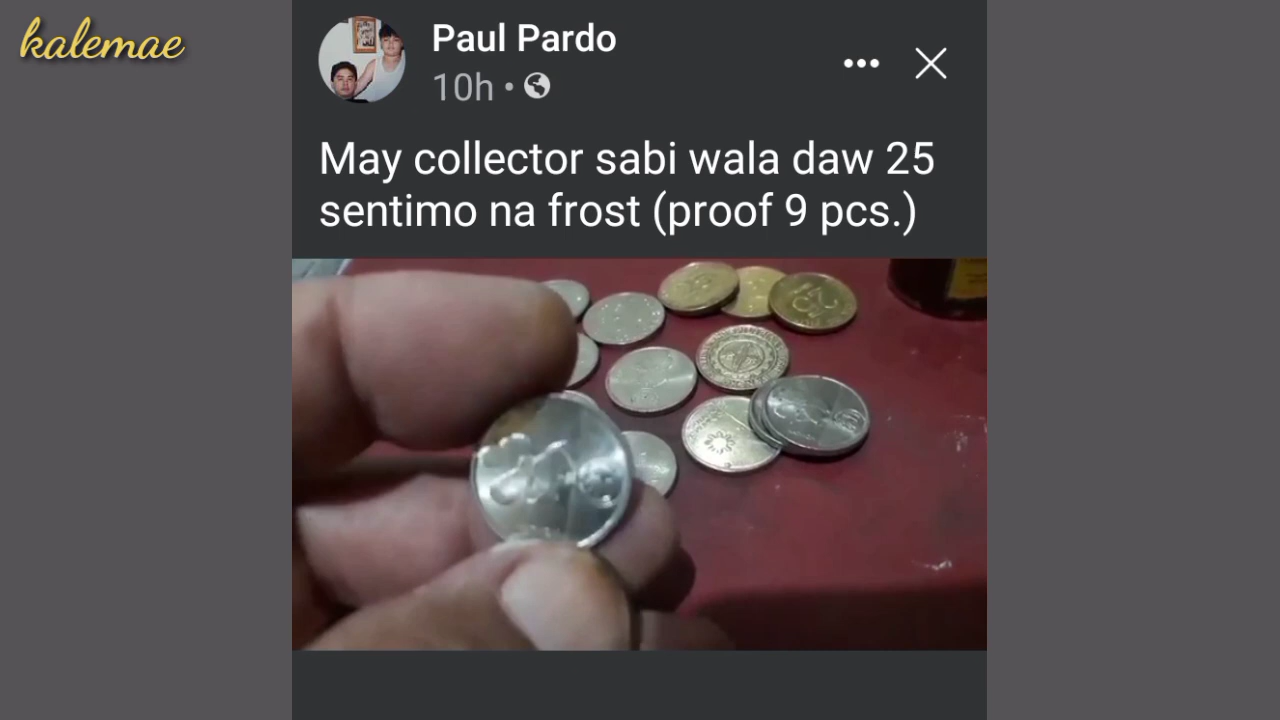 kalemae
Paul Pardo
10h •
May collector sabi wala daw 25
sentimo na frost (proof 9 pcs.)